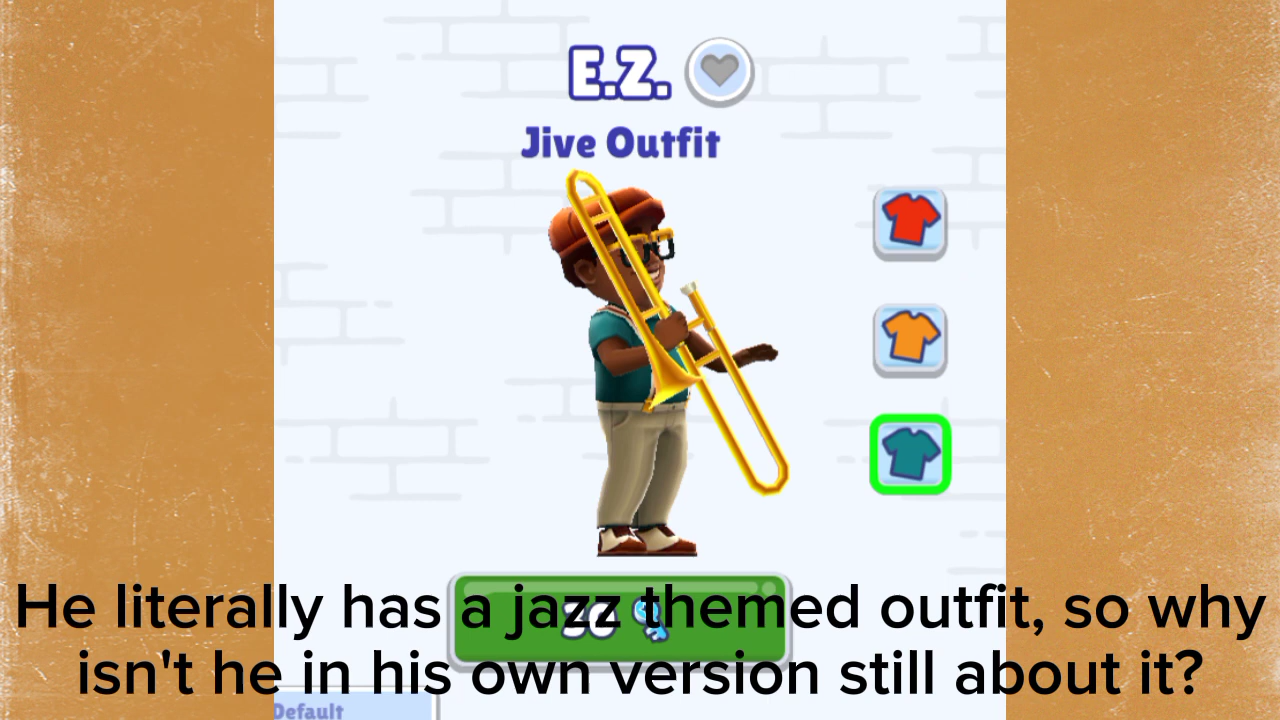 E.Z.
Jive Outfit
He literally has a jazz themed outfit, so why
isn't he in his own version still about it?
Default